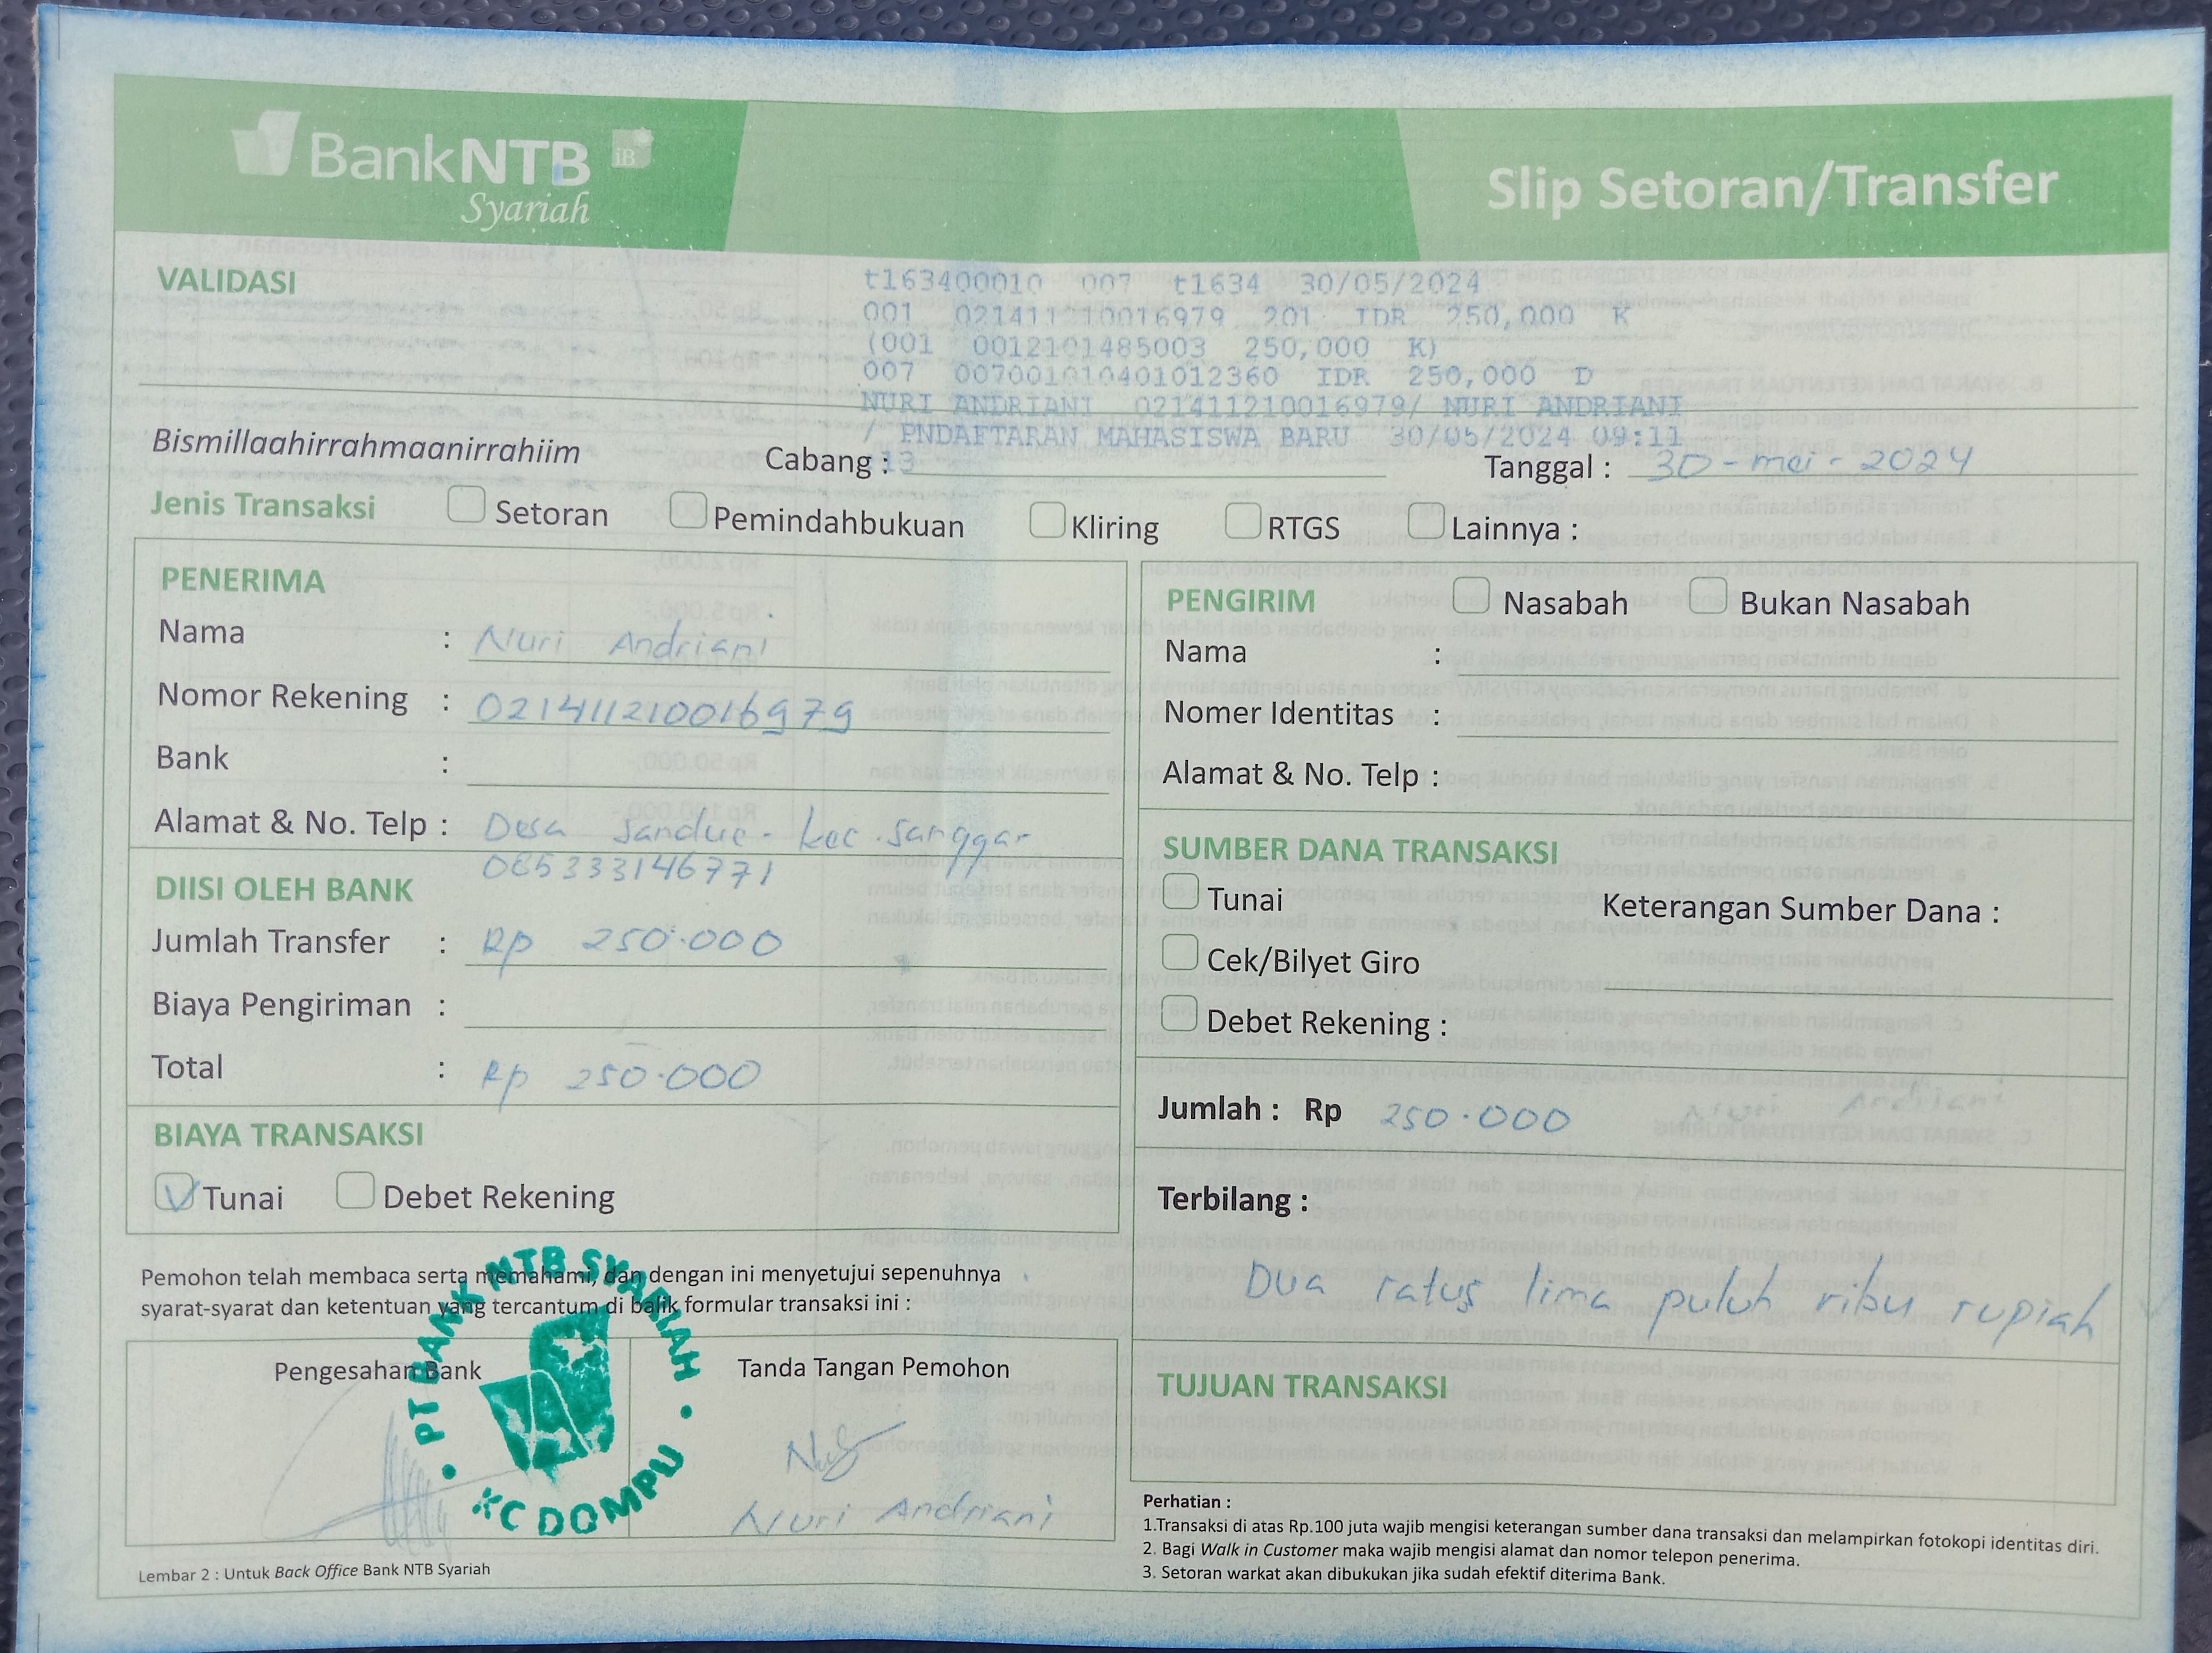 BankNTB iB
Syariah
Slip Setoran/Transfer
VALIDASI
t163400010 007 t1634 30/05/2024
001 021411210016979 201 IDR 250,000 K
(001 0012101485003 250,000 K)
007 007001010401012360 IDR 250,000 D
NURI ANDRIANI 021411210016979/ NURI ANDRIANI
/ PNDAFTARAN MAHASISWA BARU 30/05/2024 09:11
Bismillaahirrahmaanirrahiim
Cabang : 13
Tanggal : 30 - mei - 2024
Jenis Transaksi Setoran Pemindahbukuan Kliring RTGS Lainnya :
PENERIMA
Nama : Nuri Andriani
Nomor Rekening : 021411210016979
Bank :
Alamat & No. Telp : Desa Sandue - kec. Sanggar
085333146771
DIISI OLEH BANK
Jumlah Transfer : Rp 250.000
Biaya Pengiriman :
Total : Rp 250.000
BIAYA TRANSAKSI
Tunai Debet Rekening
Pemohon telah membaca serta memahami, dan dengan ini menyetujui sepenuhnya
syarat-syarat dan ketentuan yang tercantum di balik formular transaksi ini :
Pengesahan Bank
PT BANK NTB SYARIAH
KC DOMPU
Tanda Tangan Pemohon
Nuri Andriani
Lembar 2 : Untuk Back Office Bank NTB Syariah
PENGIRIM Nasabah Bukan Nasabah
Nama :
Nomer Identitas :
Alamat & No. Telp :
SUMBER DANA TRANSAKSI
Tunai Keterangan Sumber Dana :
Cek/Bilyet Giro
Debet Rekening :
Jumlah : Rp 250.000
Terbilang :
Dua ratus lima puluh ribu rupiah
TUJUAN TRANSAKSI
Perhatian :
1.Transaksi di atas Rp.100 juta wajib mengisi keterangan sumber dana transaksi dan melampirkan fotokopi identitas diri.
2. Bagi Walk in Customer maka wajib mengisi alamat dan nomor telepon penerima.
3. Setoran warkat akan dibukukan jika sudah efektif diterima Bank.